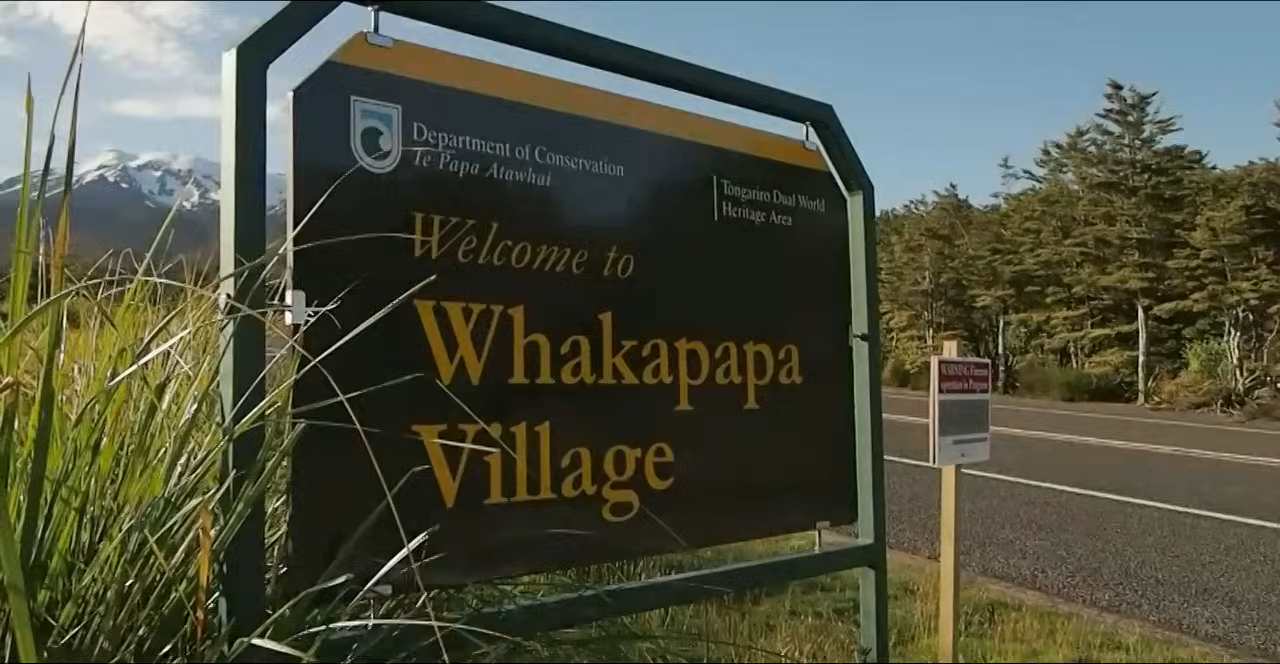 Department of Conservation
Te Papa Atawhai
Tongariro Dual World
Heritage Area
Welcome to
Whakapapa
Village
WARNING